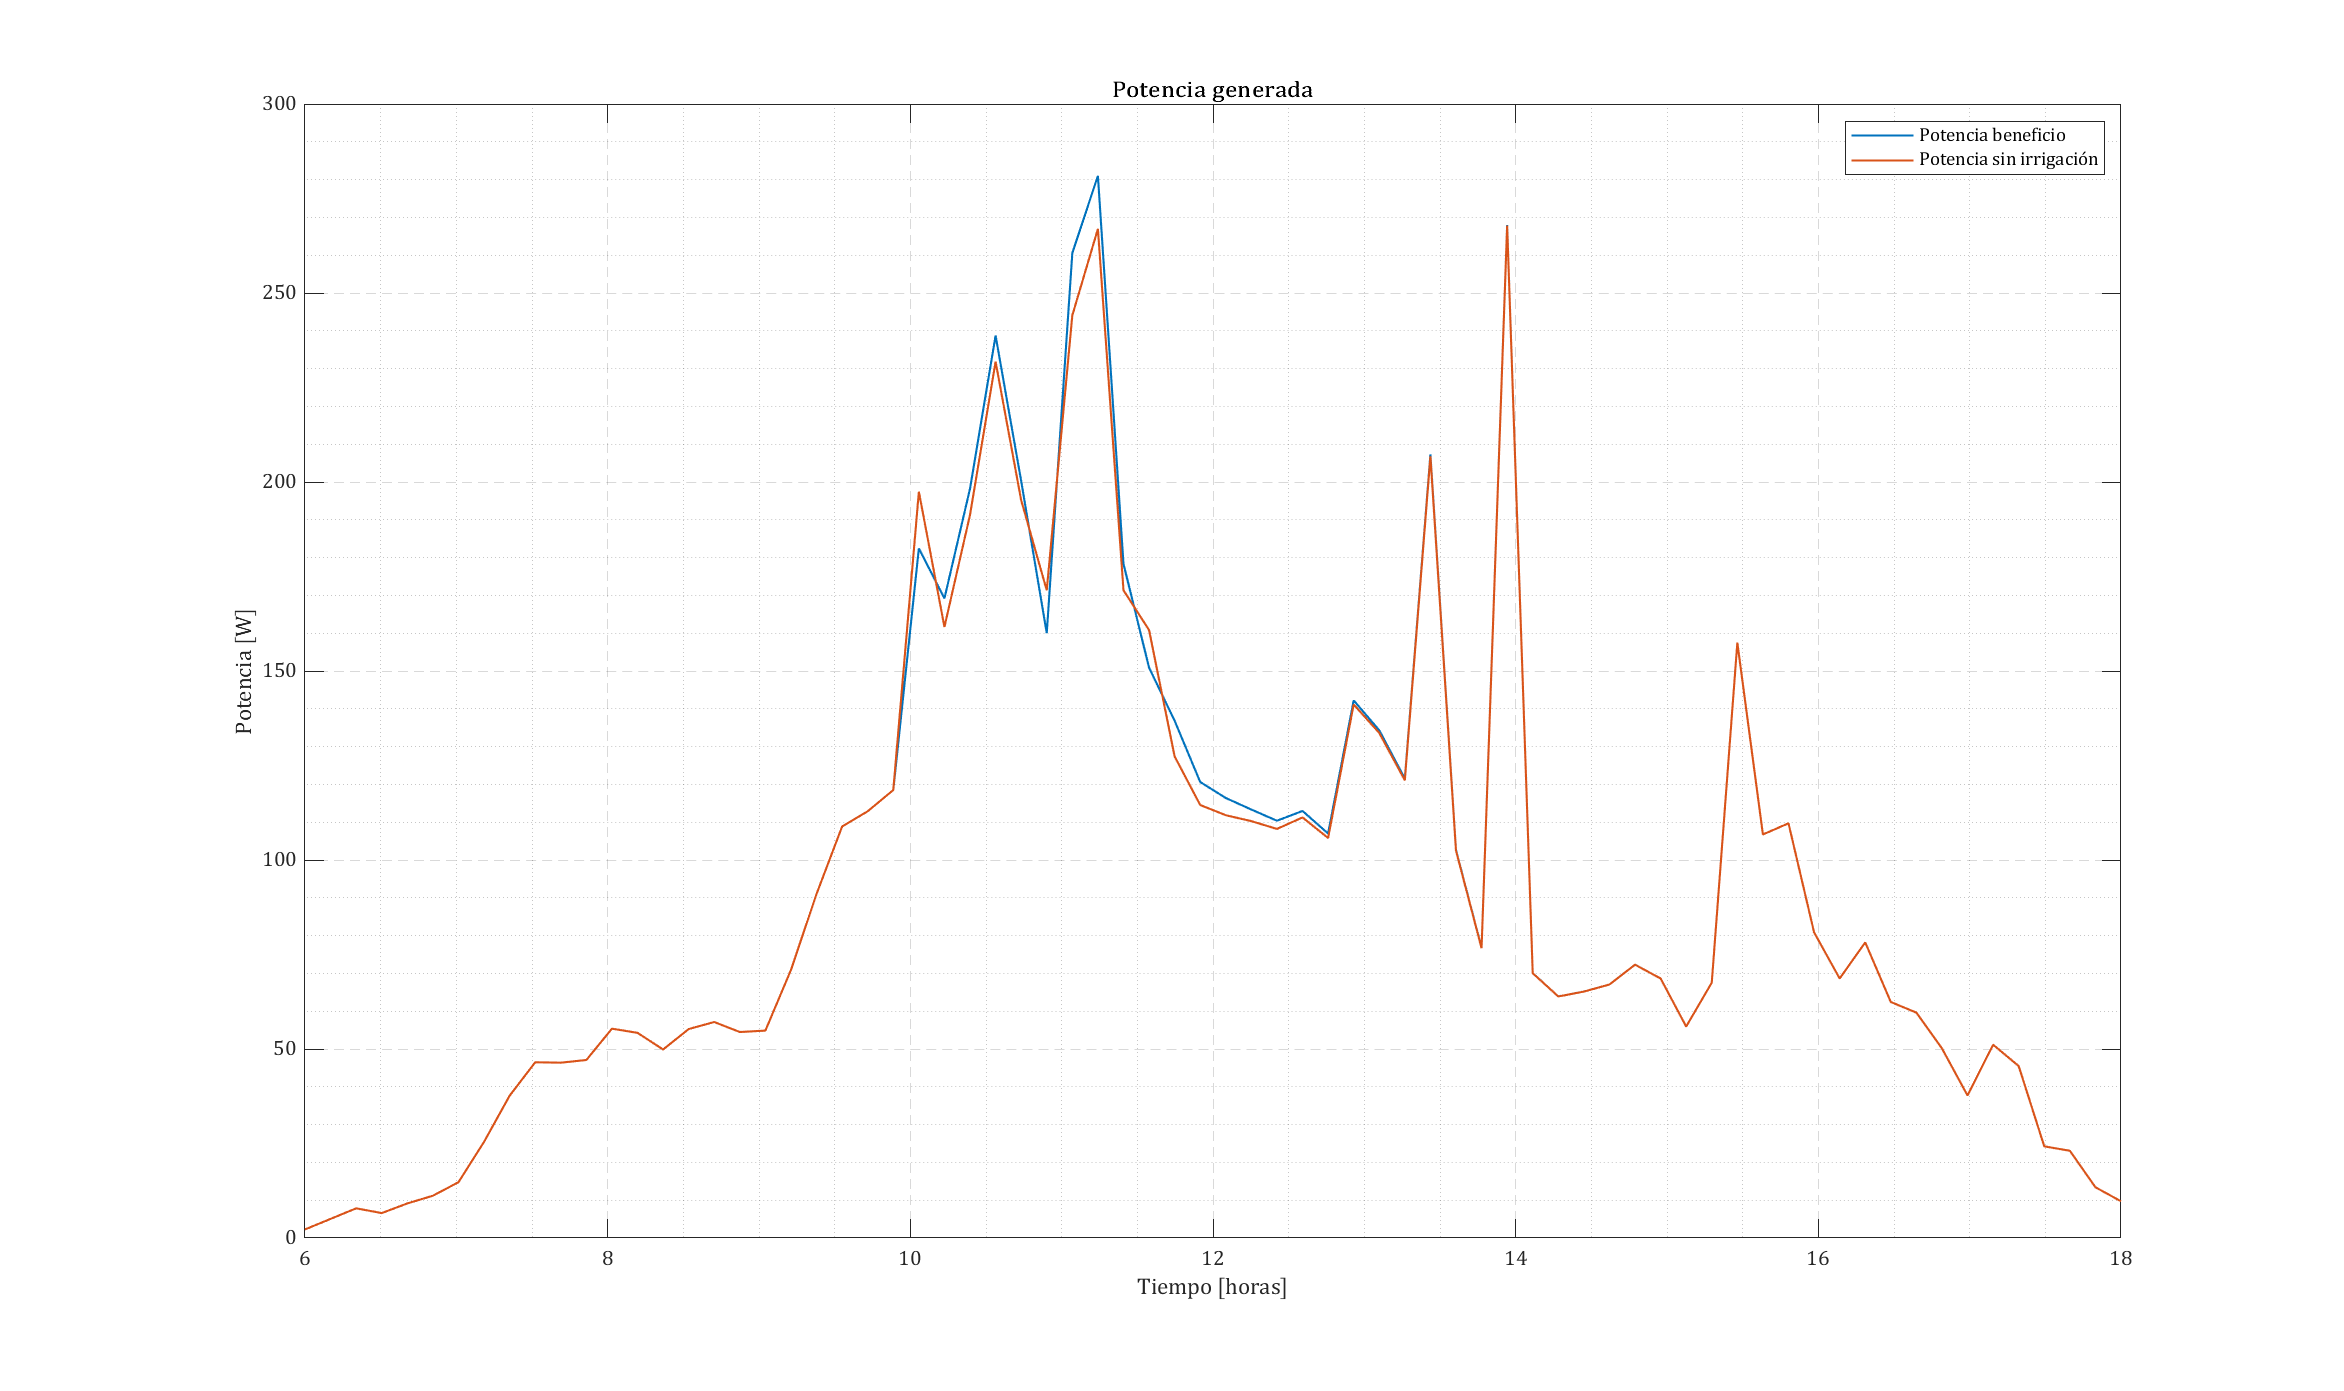 Potencia generada
300
250
200
150
100
50
0
Potencia [W]
Potencia beneficio
Potencia sin irrigación
6 8 10 12 14 16 18
Tiempo [horas]